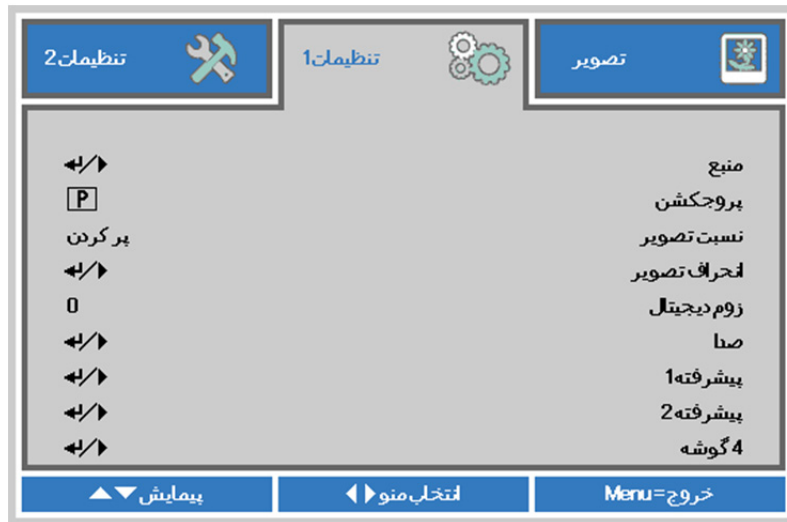 تصویر
تنظیمات1
تنظیمات2
منبع
پروجکشن P
نسبت تصویر پر کردن
انحراف تصویر
زوم دیجیتال 0
صدا
پیشرفته1
پیشرفته2
4 گوشه
خروج=Menu
انتخاب منو
پیمایش